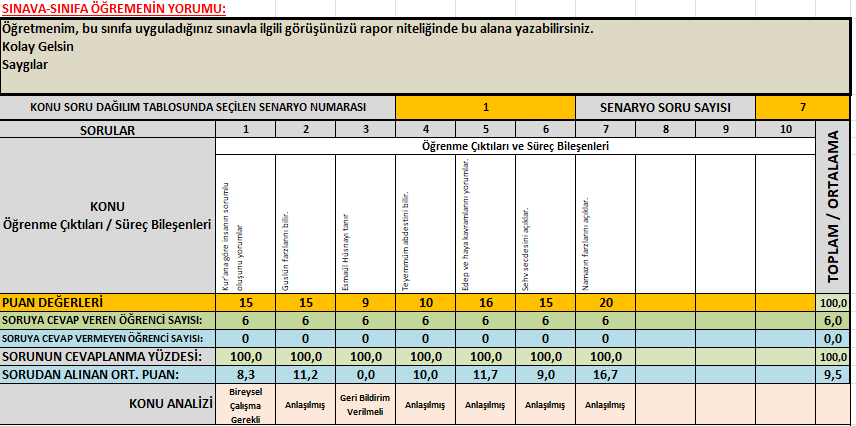 SINAVA-SINIFA ÖĞREMENİN YORUMU:
Öğretmenim, bu sınıfa uyguladığınız sınavla ilgili görüşünüzü rapor niteliğinde bu alana yazabilirsiniz.
Kolay Gelsin
Saygılar
KONU SORU DAĞILIM TABLOSUNDA SEÇİLEN SENARYO NUMARASI 1 SENARYO SORU SAYISI 7
SORULAR 1 2 3 4 5 6 7 8 9 10
TOPLAM / ORTALAMA
Öğrenme Çıktıları ve Süreç Bileşenleri
KONU
Öğrenme Çıktıları / Süreç Bileşenleri
Kur'ana göre insanın sorumlu
oluşunu yorumlar
Guslün farzlarını bilir.
Esmaül Hüsnayı tanır
Teyemmüm abdestini bilir.
Edep ve haya kavramlarını yorumlar.
Sehv secdesini açıklar.
Namazın farzlarını açıklar.
PUAN DEĞERLERİ 15 15 9 10 16 15 20 100,0
SORUYA CEVAP VEREN ÖĞRENCİ SAYISI: 6 6 6 6 6 6 6 6,0
SORUYA CEVAP VERMEYEN ÖĞRENCİ SAYISI: 0 0 0 0 0 0 0 0,0
SORUNUN CEVAPLANMA YÜZDESİ: 100,0 100,0 100,0 100,0 100,0 100,0 100,0 100,0
SORUDAN ALINAN ORT. PUAN: 8,3 11,2 0,0 10,0 11,7 9,0 16,7 9,5
KONU ANALİZİ
Bireysel
Çalışma
Gerekli
Anlaşılmış
Geri Bildirim
Verilmeli
Anlaşılmış
Anlaşılmış
Anlaşılmış
Anlaşılmış